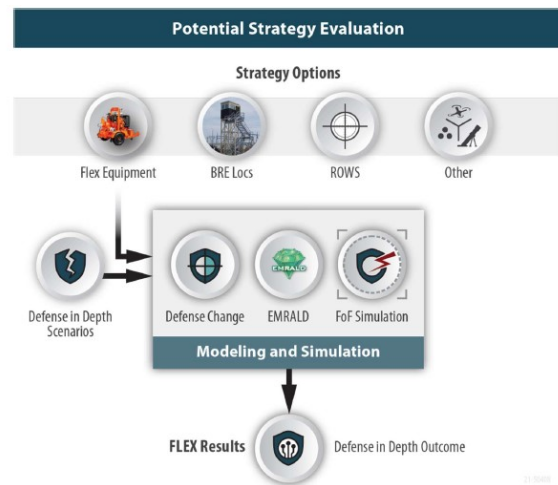 Potential Strategy Evaluation
Strategy Options
Flex Equipment
BRE Locs
ROWS
Other
Defense in Depth
Scenarios
Defense Change
EMRALD
EMRALD
FoF Simulation
Modeling and Simulation
FLEX Results
Defense in Depth Outcome